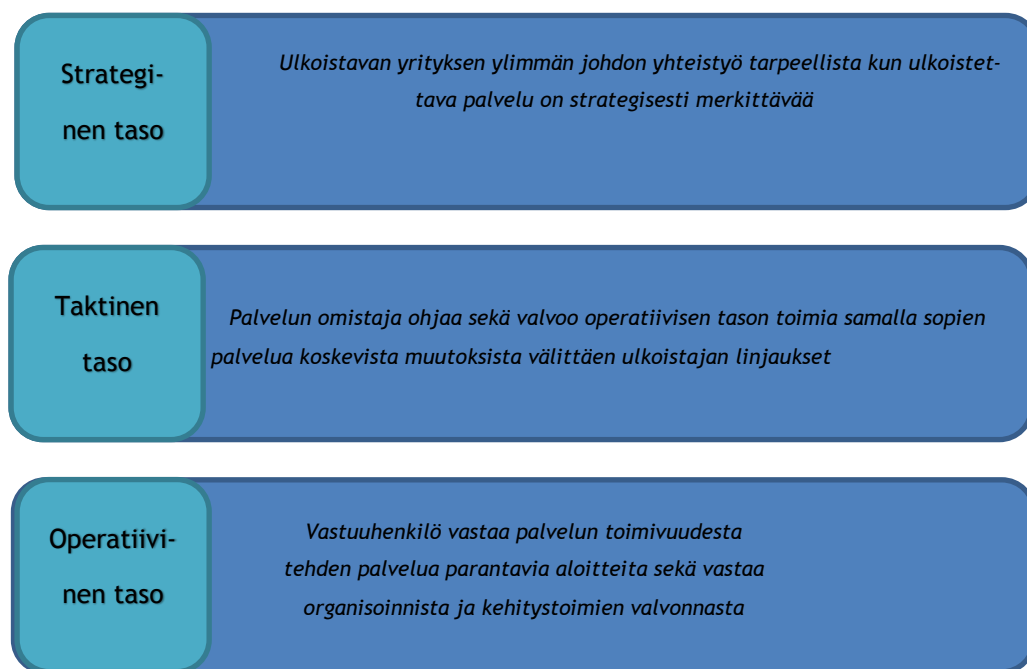 Strategi-
nen taso
Ulkoistavan yrityksen ylimmän johdon yhteistyö tarpeellista kun ulkoistet-
tava palvelu on strategisesti merkittävää
Taktinen
taso
Palvelun omistaja ohjaa sekä valvoo operatiivisen tason toimia samalla sopien
palvelua koskevista muutoksista välittäen ulkoistajan linjaukset
Operatiivi-
nen taso
Vastuuhenkilö vastaa palvelun toimivuudesta
tehden palvelua parantavia aloitteita sekä vastaa
organisoinnista ja kehitystoimien valvonnasta